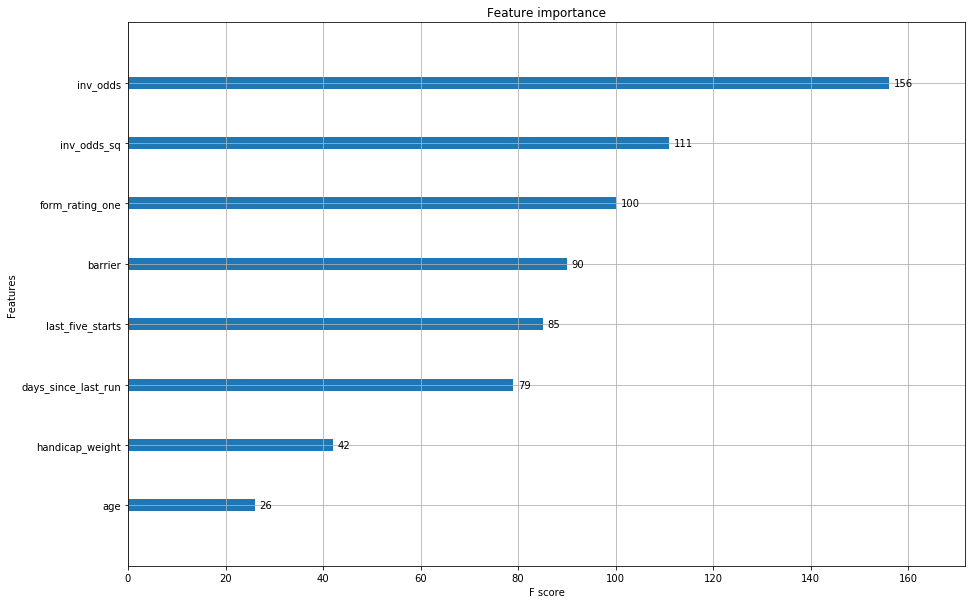 Feature importance
inv_odds 156
inv_odds_sq 111
form_rating_one 100
barrier 90
last_five_starts 85
days_since_last_run 79
handicap_weight 42
age 26
Features
0 20 40 60 80 100 120 140 160
F score